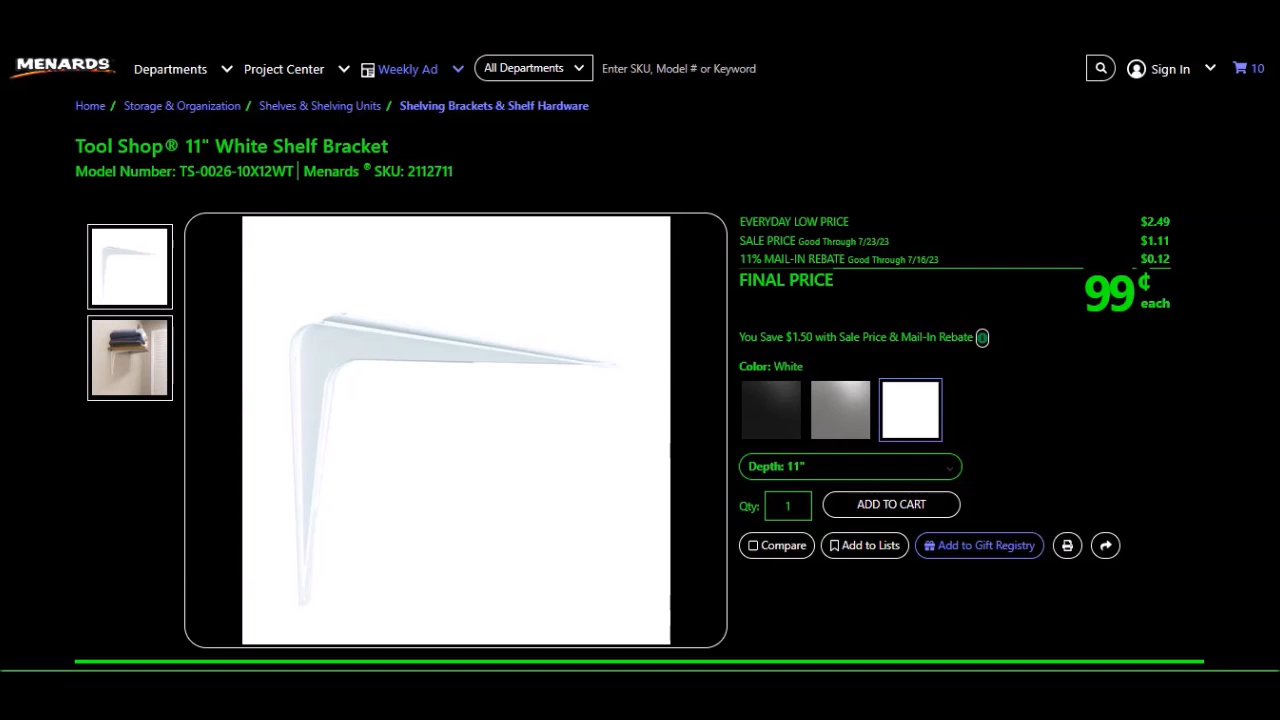 MENARDS Departments Project Center Weekly Ad All Departments Enter SKU, Model # or Keyword Sign In 10
Home / Storage & Organization / Shelves & Shelving Units / Shelving Brackets & Shelf Hardware
Tool Shop® 11" White Shelf Bracket
Model Number: TS-0026-10X12WT | Menards ® SKU: 2112711
EVERYDAY LOW PRICE $2.49
SALE PRICE Good Through 7/23/23 $1.11
11% MAIL-IN REBATE Good Through 7/16/23 $0.12
FINAL PRICE 99¢ each
You Save $1.50 with Sale Price & Mail-In Rebate
Color: White
Depth: 11"
Qty: 1 ADD TO CART
Compare Add to Lists Add to Gift Registry